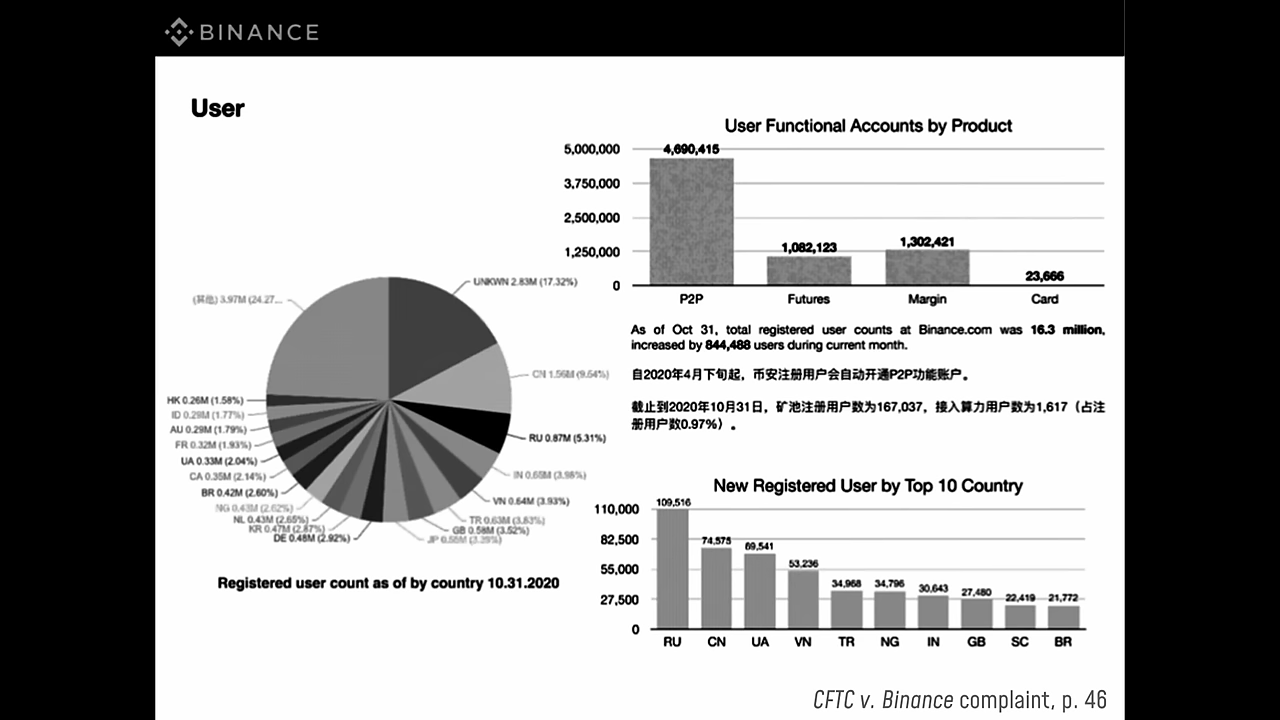 BINANCE
User
User Functional Accounts by Product
5,000,000
3,750,000
2,500,000
1,250,000
0
4,690,415
1,082,123
1,302,421
23,666
P2P
Futures
Margin
Card
As of Oct 31, total registered user counts at Binance.com was 16.3 million,
increased by 844,488 users during current month.
自2020年4月下旬起，币安注册用户会自动开通P2P功能账户。
截止到2020年10月31日，矿池注册用户数为167,037，接入算力用户数为1,617（占注
册用户数0.97%）。
UNKWN 2.83M (17.32%)
CN 1.56M (9.54%)
RU 0.87M (5.31%)
IN 0.65M (3.98%)
VN 0.64M (3.93%)
TR 0.63M (3.83%)
GB 0.58M (3.52%)
JP 0.55M (3.39%)
DE 0.48M (2.92%)
KR 0.47M (2.87%)
NL 0.43M (2.65%)
NG 0.43M (2.62%)
BR 0.42M (2.60%)
CA 0.35M (2.14%)
UA 0.33M (2.04%)
FR 0.32M (1.93%)
AU 0.29M (1.79%)
ID 0.29M (1.77%)
HK 0.26M (1.58%)
(其他) 3.97M (24.27...
Registered user count as of by country 10.31.2020
New Registered User by Top 10 Country
110,000
82,500
55,000
27,500
0
109,516
74,575
69,541
53,236
34,968
34,796
30,643
27,480
22,419
21,772
RU
CN
UA
VN
TR
NG
IN
GB
SC
BR
CFTC v. Binance complaint, p. 46